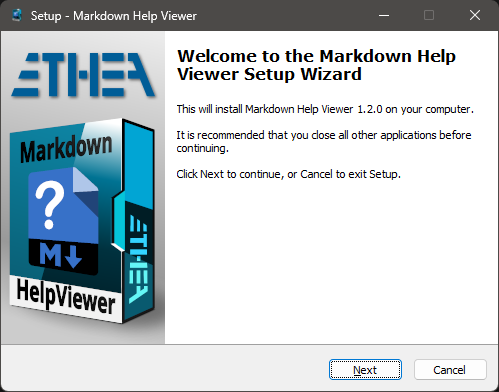 Setup - Markdown Help Viewer
ETHEA
Welcome to the Markdown Help
Viewer Setup Wizard
This will install Markdown Help Viewer 1.2.0 on your computer.
It is recommended that you close all other applications before
continuing.
Click Next to continue, or Cancel to exit Setup.
Markdown
?
M
ETHEA
HelpViewer
Next
Cancel